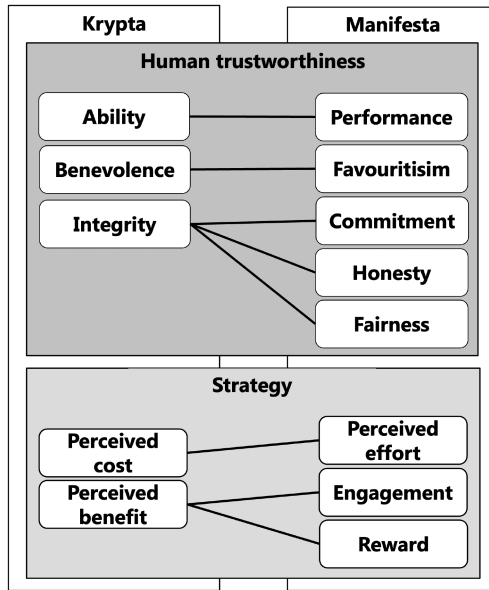 Krypta
Manifesta
Human trustworthiness
Ability
Performance
Benevolence
Favouritisim
Integrity
Commitment
Honesty
Fairness
Strategy
Perceived
cost
Perceived
effort
Perceived
benefit
Engagement
Reward